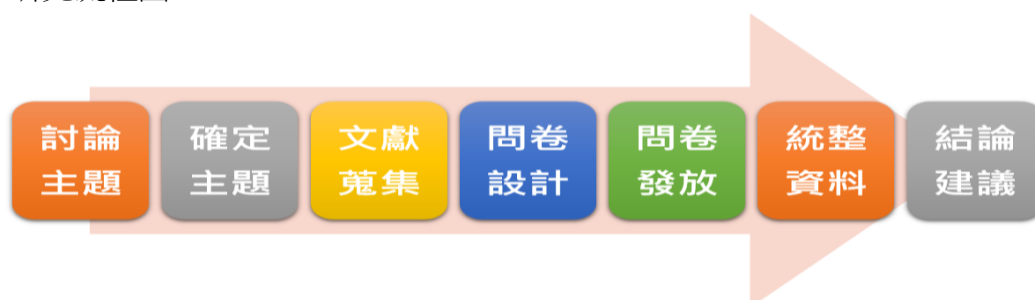 討論
主題
確定
主題
文獻
蒐集
問卷
設計
問卷
發放
統整
資料
結論
建議